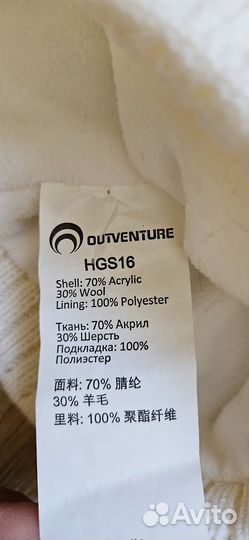 OUTVENTURE
HGS16
Shell: 70% Acrylic
30% Wool
Lining: 100% Polyester
Ткань: 70% Акрил
30% Шерсть
Подкладка: 100%
Полиэстер
面料: 70% 腈纶
30% 羊毛
里料: 100% 聚酯纤维
Avito